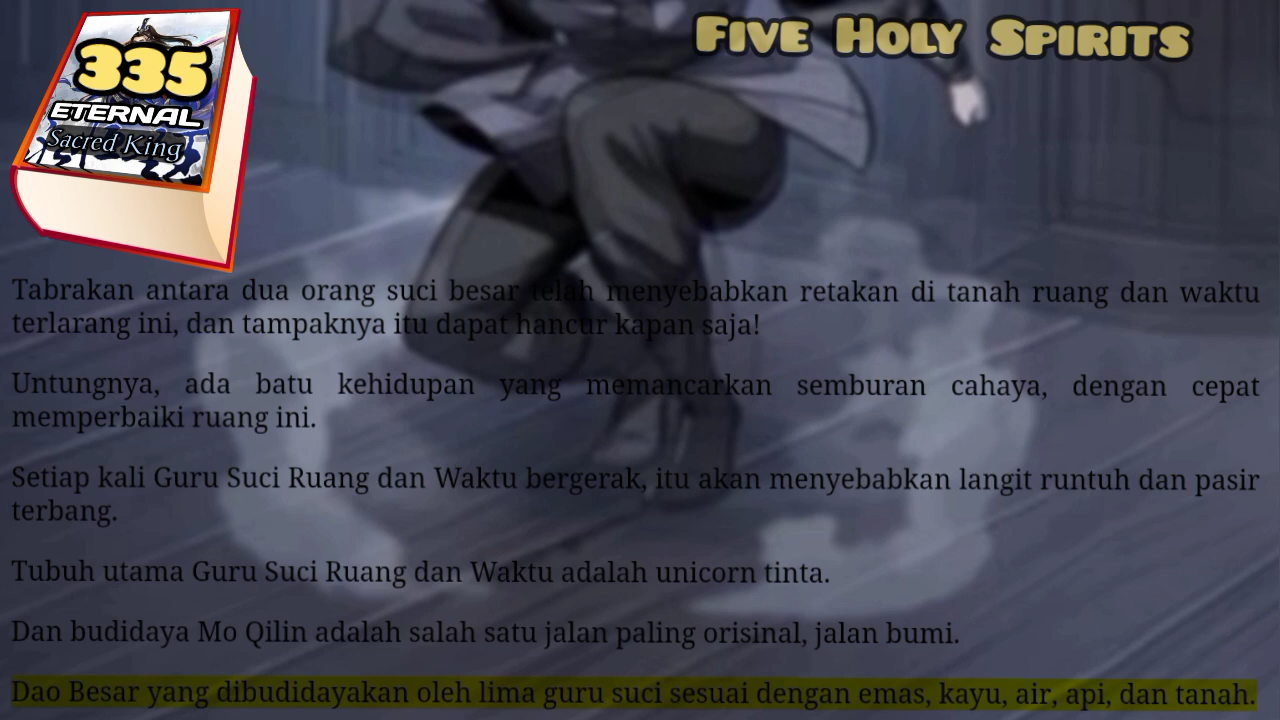 Five Holy Spirits
335
ETERNAL
Sacred King
Tabrakan antara dua orang suci besar telah menyebabkan retakan di tanah ruang dan waktu
terlarang ini, dan tampaknya itu dapat hancur kapan saja!
Untungnya, ada batu kehidupan yang memancarkan semburan cahaya, dengan cepat
memperbaiki ruang ini.
Setiap kali Guru Suci Ruang dan Waktu bergerak, itu akan menyebabkan langit runtuh dan pasir
terbang.
Tubuh utama Guru Suci Ruang dan Waktu adalah unicorn tinta.
Dan budidaya Mo Qilin adalah salah satu jalan paling orisinal, jalan bumi.
Dao Besar yang dibudidayakan oleh lima guru suci sesuai dengan emas, kayu, air, api, dan tanah.